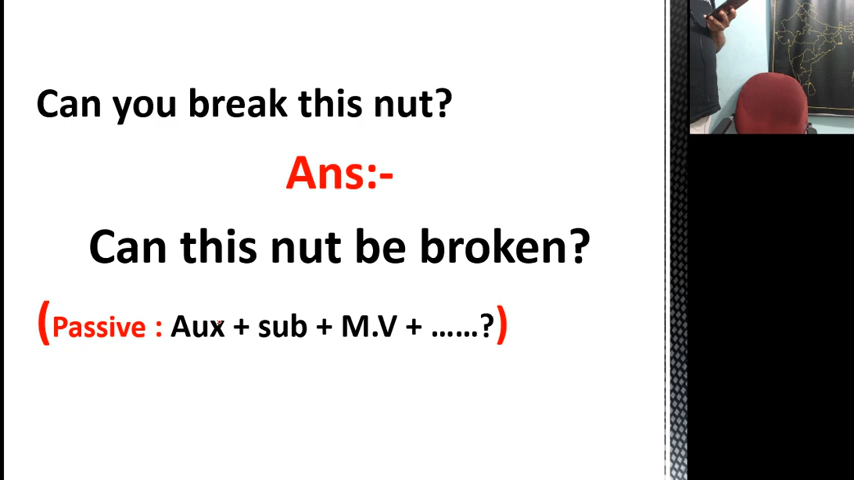 Can you break this nut?
Ans:-
Can this nut be broken?
(Passive : Aux + sub + M.V + ......?)